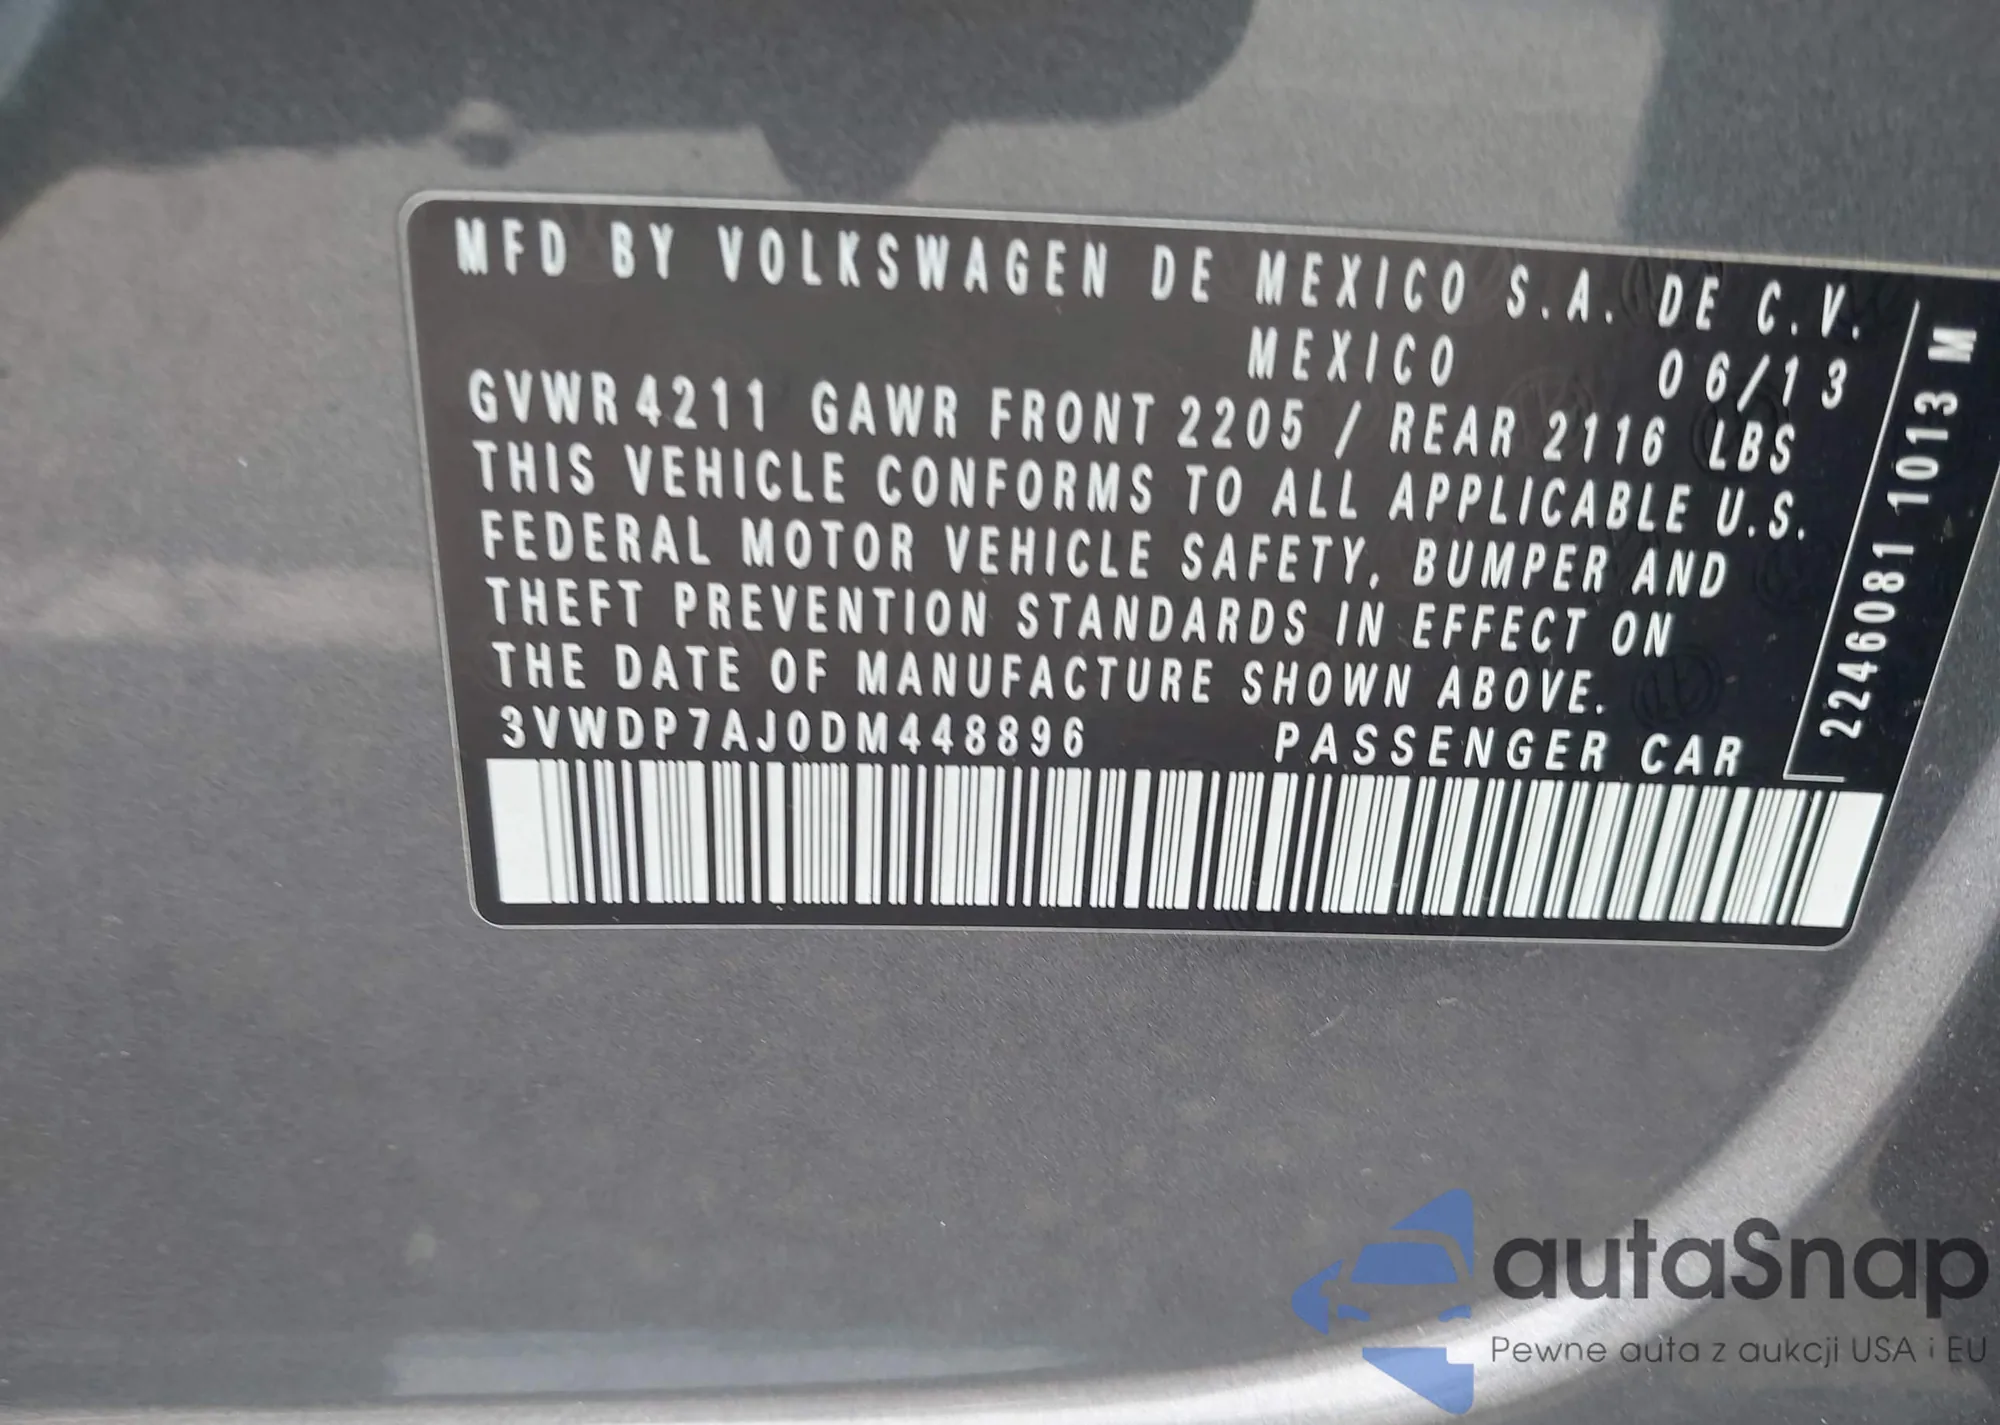 MFD BY VOLKSWAGEN DE MEXICO S.A. DE C.V.
MEXICO 06/13
GVWR 4211 GAWR FRONT 2205 / REAR 2116 LBS
THIS VEHICLE CONFORMS TO ALL APPLICABLE U.S.
FEDERAL MOTOR VEHICLE SAFETY, BUMPER AND
THEFT PREVENTION STANDARDS IN EFFECT ON
THE DATE OF MANUFACTURE SHOWN ABOVE.
3VWDP7AJ0DM448896 PASSENGER CAR
2246081 1013 M
autaSnap
Pewne auta z aukcji USA i EU